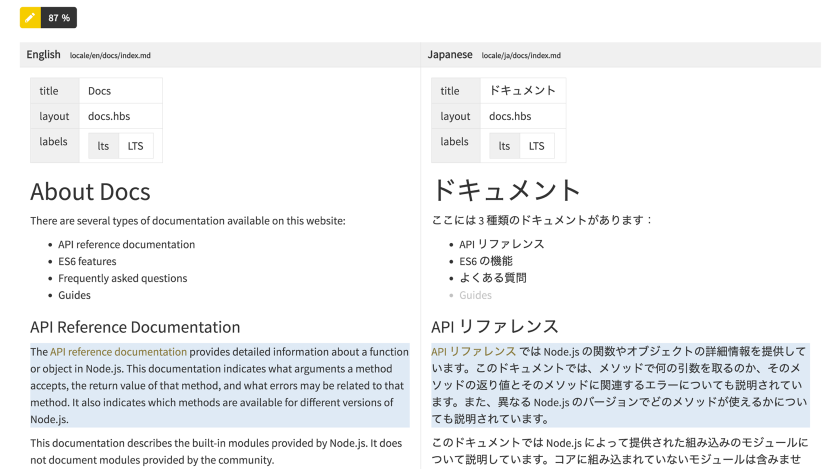 87 %
English locale/en/docs/index.md
title Docs
layout docs.hbs
labels lts LTS
About Docs
There are several types of documentation available on this website:
• API reference documentation
• ES6 features
• Frequently asked questions
• Guides
API Reference Documentation
The API reference documentation provides detailed information about a function
or object in Node.js. This documentation indicates what arguments a method
accepts, the return value of that method, and what errors may be related to that
method. It also indicates which methods are available for different versions of
Node.js.
This documentation describes the built-in modules provided by Node.js. It does
not document modules provided by the community.
Japanese locale/ja/docs/index.md
title ドキュメント
layout docs.hbs
labels lts LTS
ドキュメント
ここには 3 種類のドキュメントがあります：
• API リファレンス
• ES6 の機能
• よくある質問
• Guides
API リファレンス
API リファレンス では Node.js の関数やオブジェクトの詳細情報を提供して
います。このドキュメントでは、メソッドで何の引数を取るのか、そのメ
ソッドの返り値とそのメソッドに関連するエラーについても説明されてい
ます。また、異なる Node.js のバージョンでどのメソッドが使えるかについ
ても説明されています。
このドキュメントでは Node.js によって提供された組み込みのモジュールに
ついて説明しています。コアに組み込まれていないモジュールは含みませ